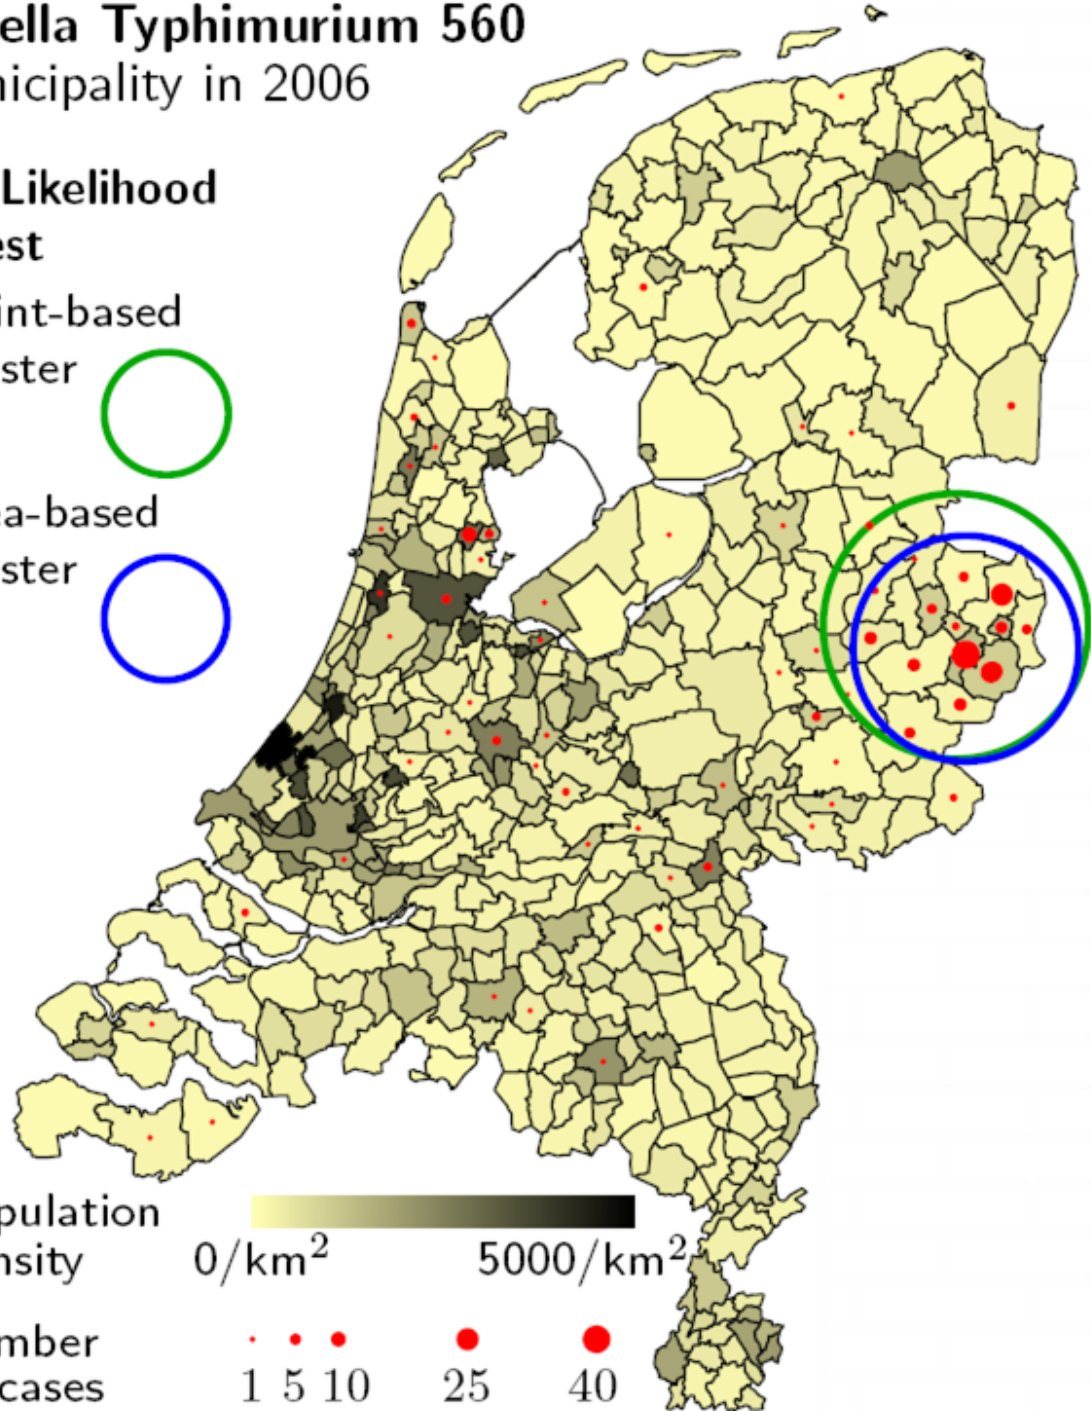 ella Typhimurium 560
nicipality in 2006
Likelihood
est
int-based
ster
ea-based
ster
pulation
nsity
0/km²
5000/km²
mber
cases
1 5 10 25 40